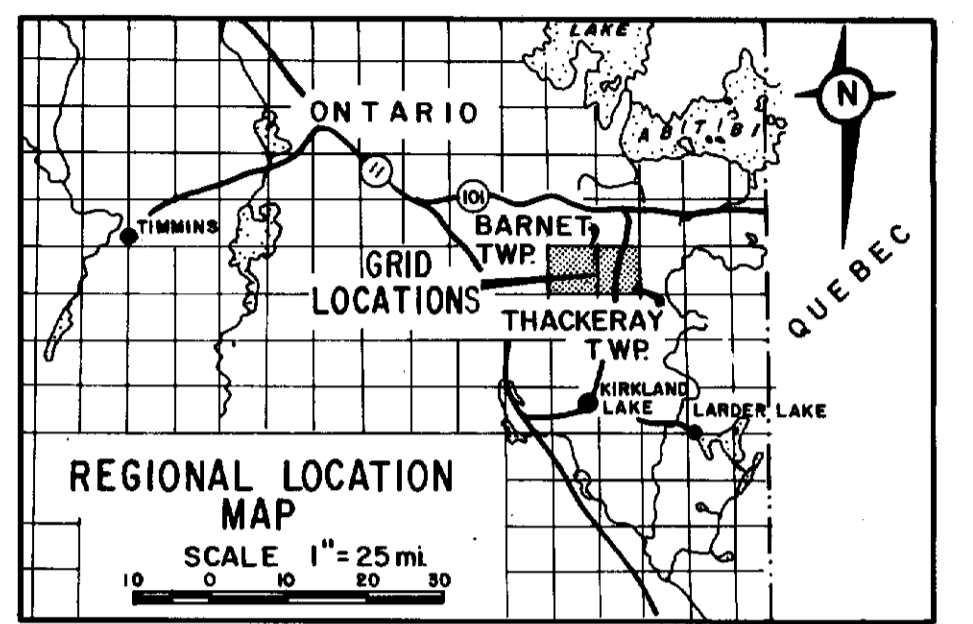 LAKE
ABITIBI
N
ONTARIO
11
101
TIMMINS
BARNET
TWP.
GRID
LOCATIONS
THACKERAY
TWP.
QUEBEC
KIRKLAND
LAKE
LARDER LAKE
REGIONAL LOCATION
MAP
SCALE 1"=25 mi.
10 0 10 20 30